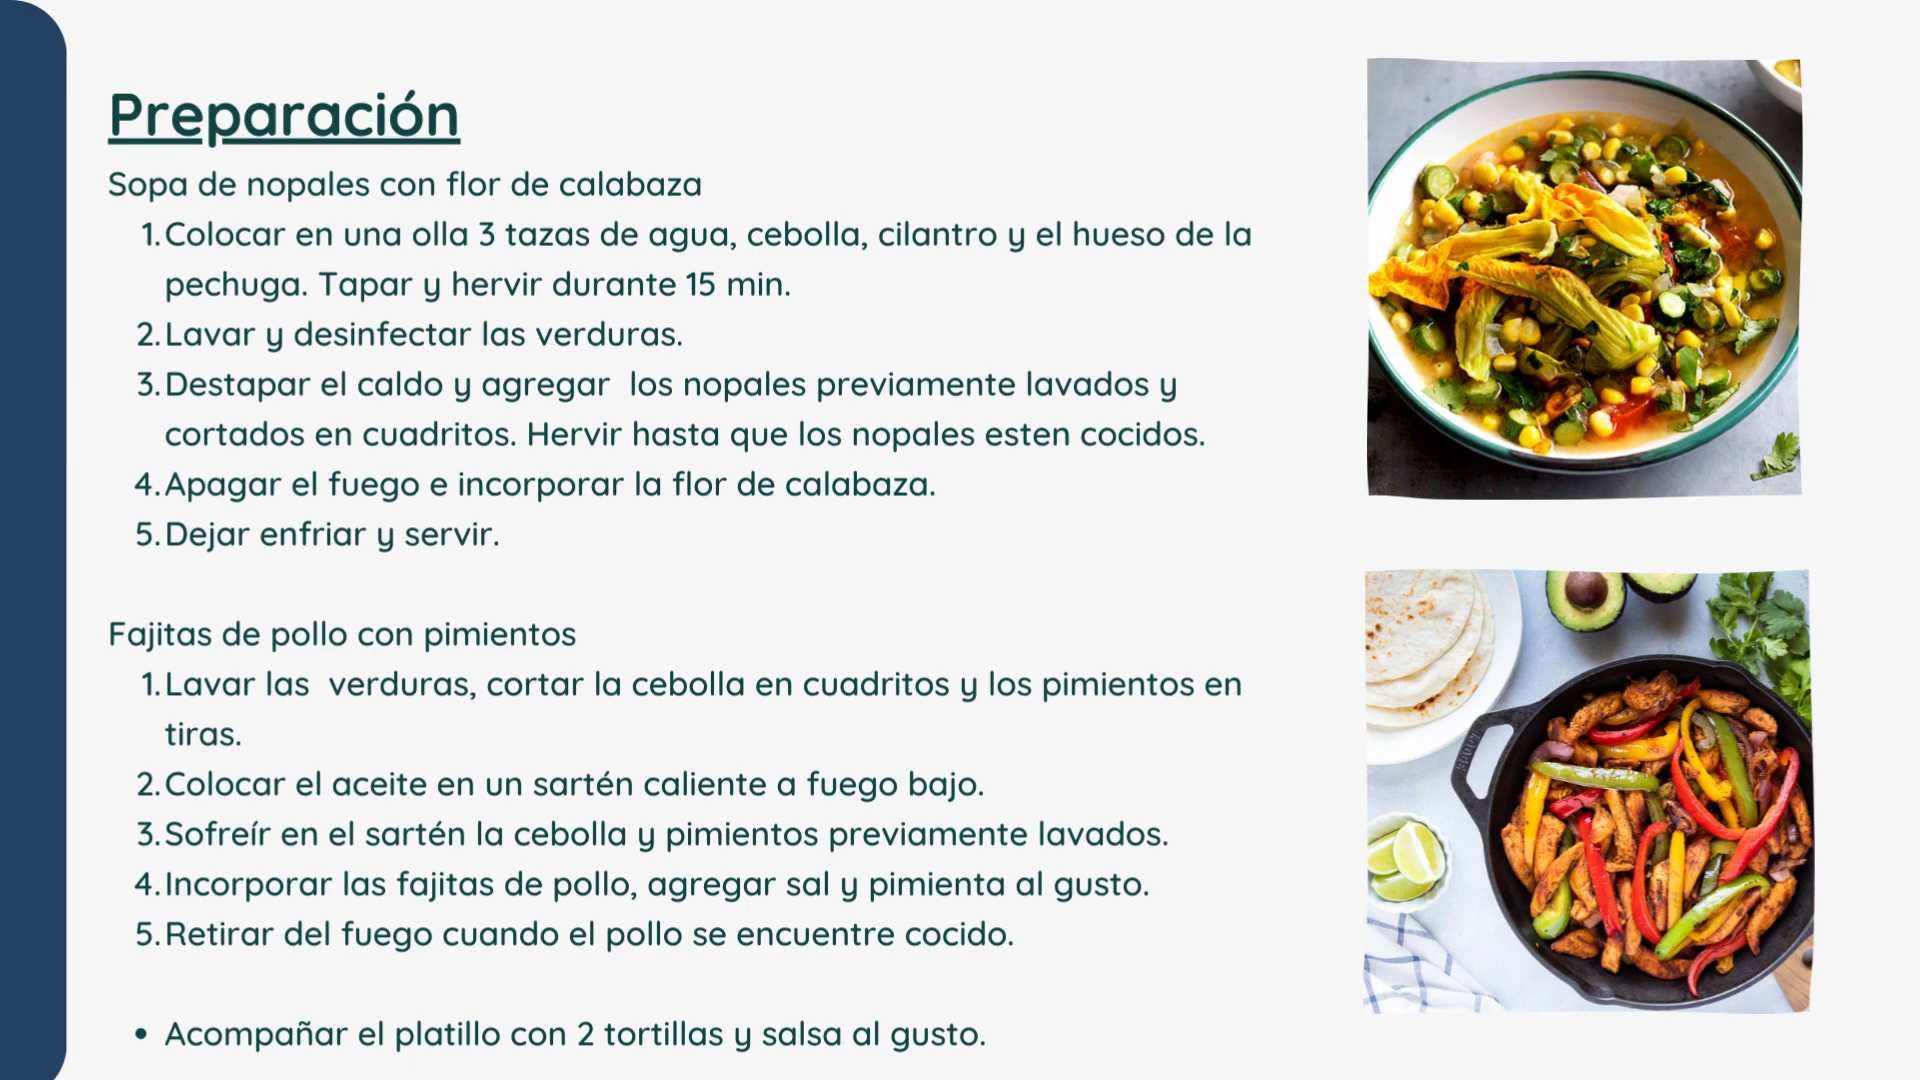 Preparación
Sopa de nopales con flor de calabaza
1. Colocar en una olla 3 tazas de agua, cebolla, cilantro y el hueso de la
pechuga. Tapar y hervir durante 15 min.
2. Lavar y desinfectar las verduras.
3. Destapar el caldo y agregar  los nopales previamente lavados y
cortados en cuadritos. Hervir hasta que los nopales esten cocidos.
4. Apagar el fuego e incorporar la flor de calabaza.
5. Dejar enfriar y servir.
Fajitas de pollo con pimientos
1. Lavar las  verduras, cortar la cebolla en cuadritos y los pimientos en
tiras.
2. Colocar el aceite en un sartén caliente a fuego bajo.
3. Sofreír en el sartén la cebolla y pimientos previamente lavados.
4. Incorporar las fajitas de pollo, agregar sal y pimienta al gusto.
5. Retirar del fuego cuando el pollo se encuentre cocido.
• Acompañar el platillo con 2 tortillas y salsa al gusto.